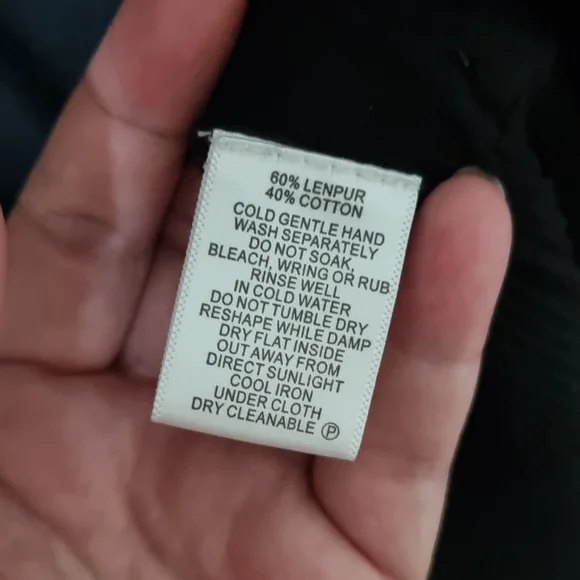 60% LENPUR
40% COTTON
COLD GENTLE HAND
WASH SEPARATELY
DO NOT SOAK,
BLEACH, WRING OR RUB
RINSE WELL
IN COLD WATER
DO NOT TUMBLE DRY
RESHAPE WHILE DAMP
DRY FLAT INSIDE
OUT AWAY FROM
DIRECT SUNLIGHT
COOL IRON
UNDER CLOTH
DRY CLEANABLE Ⓟ